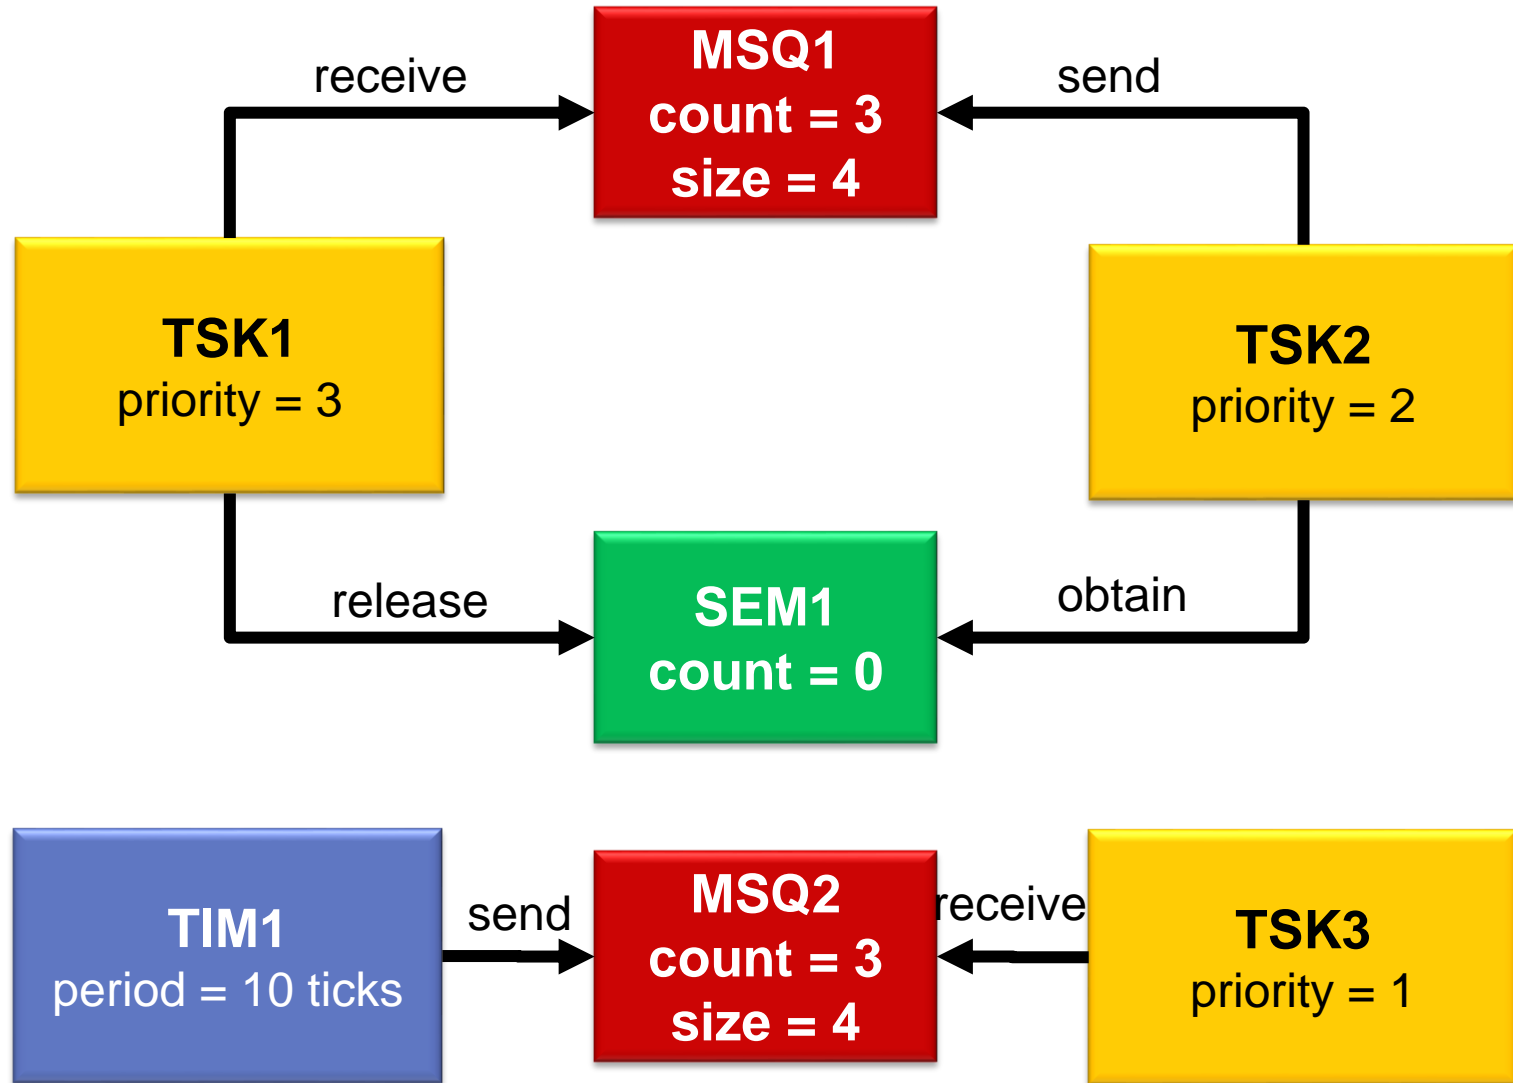 MSQ1
count = 3
size = 4
receive
send
TSK1
priority = 3
TSK2
priority = 2
release
SEM1
count = 0
obtain
TIM1
period = 10 ticks
send
MSQ2
count = 3
size = 4
receive
TSK3
priority = 1